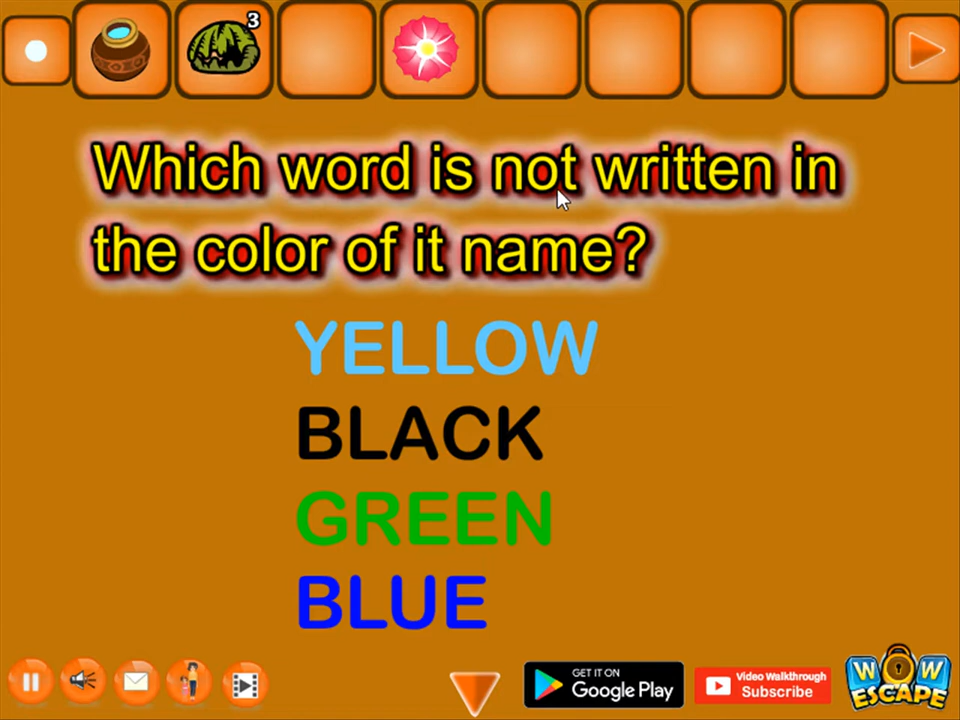 3
Which word is not written in
the color of it name?
YELLOW
BLACK
GREEN
BLUE
GET IT ON
Google Play
Video Walkthrough
Subscribe
WOW
ESCAPE